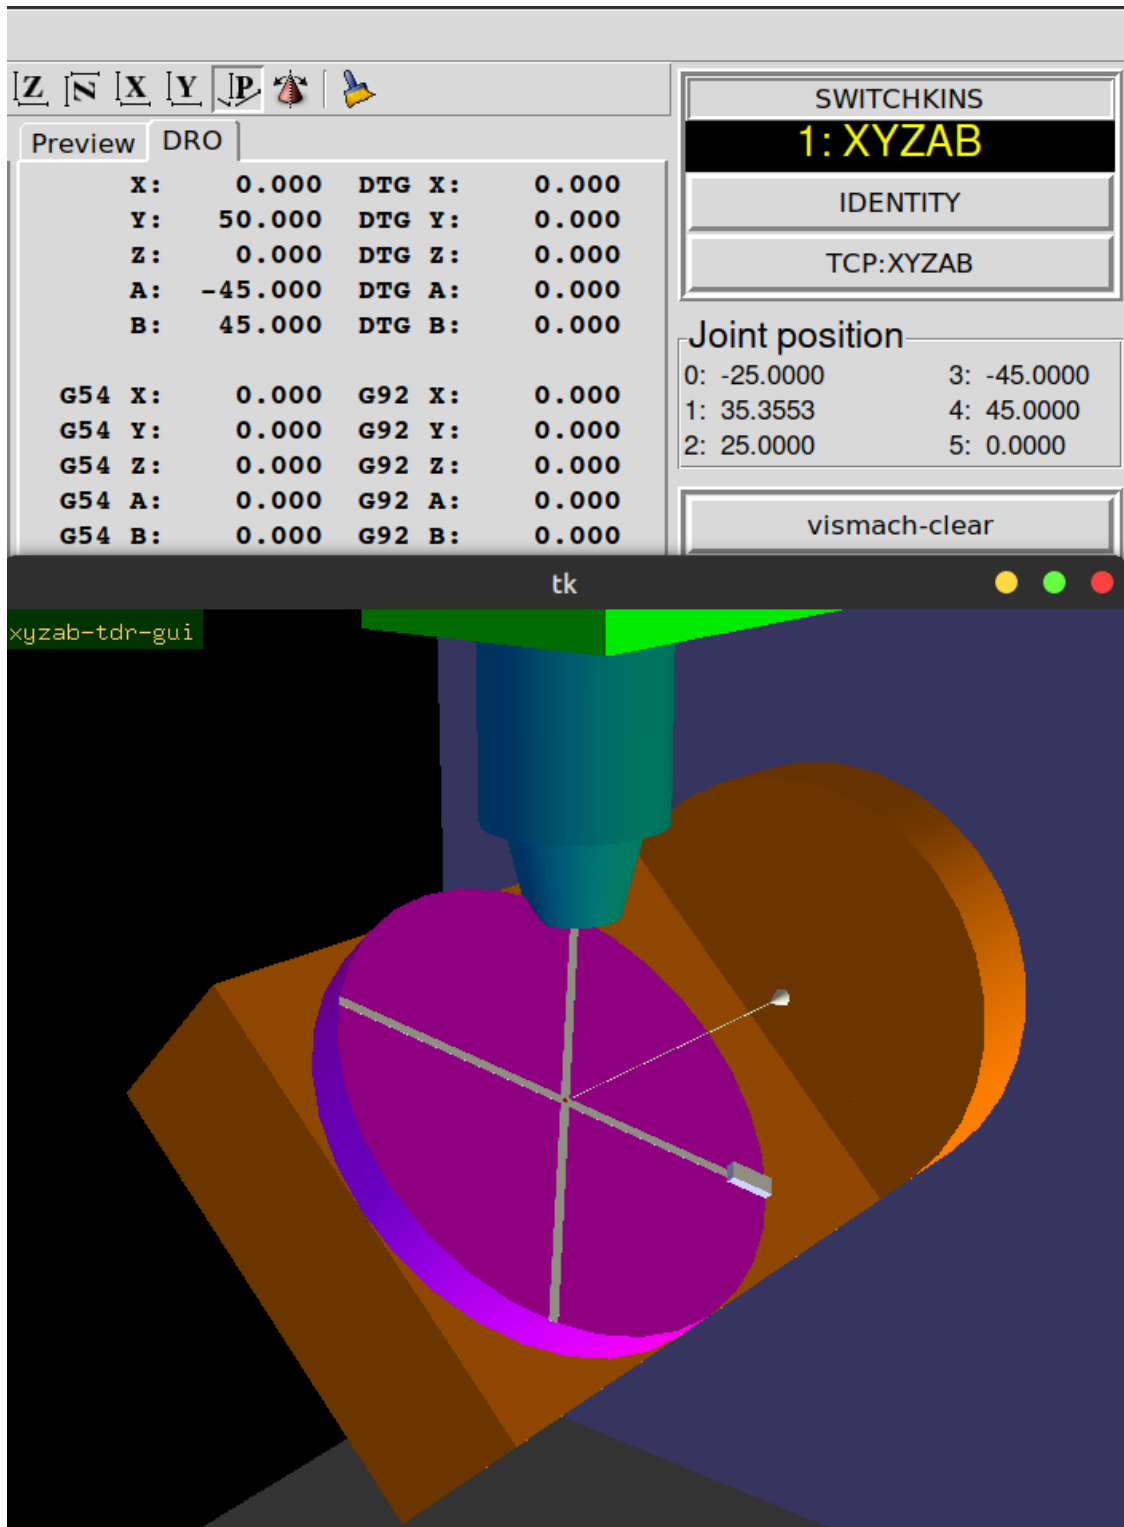 Z N X Y P
SWITCHKINS
1: XYZAB
IDENTITY
TCP:XYZAB
Preview DRO
X: 0.000 DTG X: 0.000
Y: 50.000 DTG Y: 0.000
Z: 0.000 DTG Z: 0.000
A: -45.000 DTG A: 0.000
B: 45.000 DTG B: 0.000
G54 X: 0.000 G92 X: 0.000
G54 Y: 0.000 G92 Y: 0.000
G54 Z: 0.000 G92 Z: 0.000
G54 A: 0.000 G92 A: 0.000
G54 B: 0.000 G92 B: 0.000
Joint position
0: -25.0000 3: -45.0000
1: 35.3553 4: 45.0000
2: 25.0000 5: 0.0000
vismach-clear
tk
xyzab-tdr-gui